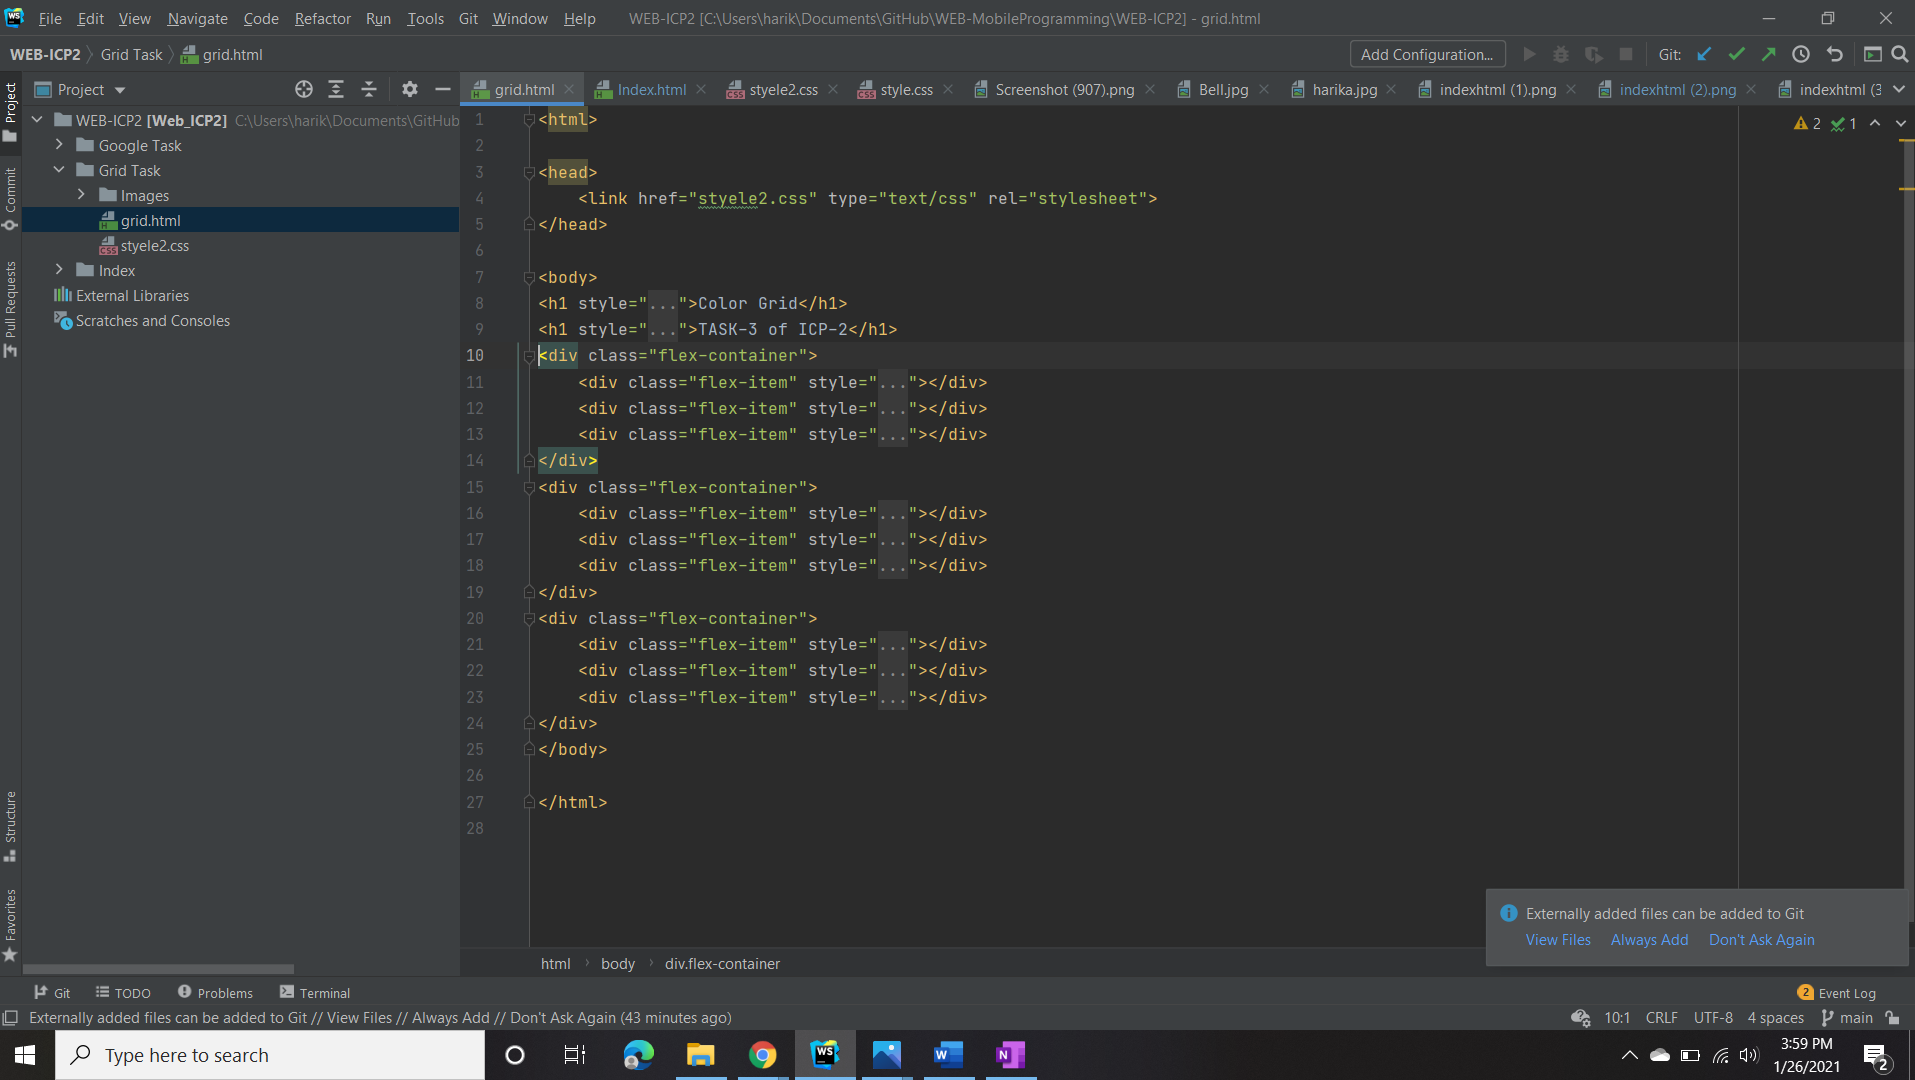 WS File Edit View Navigate Code Refactor Run Tools Git Window Help WEB-ICP2 [C:\Users\harik\Documents\GitHub\WEB-MobileProgramming\WEB-ICP2] - grid.html
WEB-ICP2 Grid Task grid.html Add Configuration... Git:
Project grid.html Index.html styele2.css style.css Screenshot (907).png Bell.jpg harika.jpg indexhtml (1).png indexhtml (2).png indexhtml (3
Project
Commit
Pull Requests
Structure
Favorites
WEB-ICP2 [Web_ICP2] C:\Users\harik\Documents\GitHub
Google Task
Grid Task
Images
grid.html
styele2.css
Index
External Libraries
Scratches and Consoles
2 1
1 <html>
2
3 <head>
4 <link href="styele2.css" type="text/css" rel="stylesheet">
5 </head>
6
7 <body>
8 <h1 style="...">Color Grid</h1>
9 <h1 style="...">TASK-3 of ICP-2</h1>
10 <div class="flex-container">
11 <div class="flex-item" style="..."></div>
12 <div class="flex-item" style="..."></div>
13 <div class="flex-item" style="..."></div>
14 </div>
15 <div class="flex-container">
16 <div class="flex-item" style="..."></div>
17 <div class="flex-item" style="..."></div>
18 <div class="flex-item" style="..."></div>
19 </div>
20 <div class="flex-container">
21 <div class="flex-item" style="..."></div>
22 <div class="flex-item" style="..."></div>
23 <div class="flex-item" style="..."></div>
24 </div>
25 </body>
26
27 </html>
28
Externally added files can be added to Git
View Files Always Add Don't Ask Again
html body div.flex-container
Git TODO Problems Terminal 2 Event Log
Externally added files can be added to Git // View Files // Always Add // Don't Ask Again (43 minutes ago) 10:1 CRLF UTF-8 4 spaces main
Type here to search WS W N 3:59 PM
1/26/2021 2